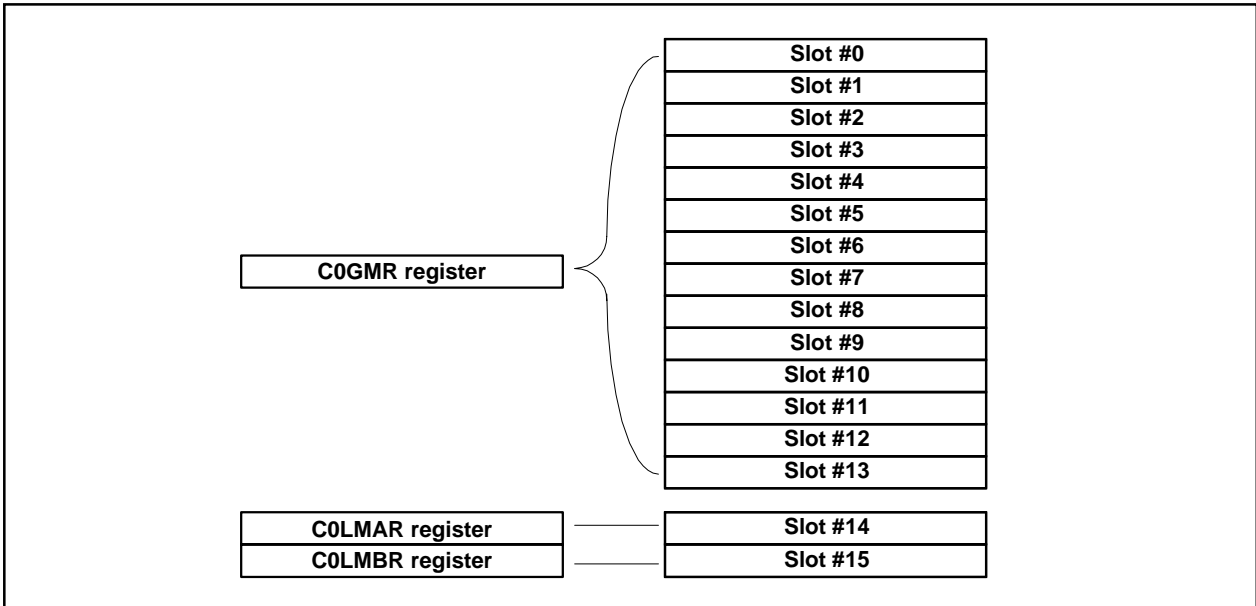 Slot #0
Slot #1
Slot #2
Slot #3
Slot #4
Slot #5
Slot #6
C0GMR register
Slot #7
Slot #8
Slot #9
Slot #10
Slot #11
Slot #12
Slot #13
C0LMAR register
Slot #14
C0LMBR register
Slot #15